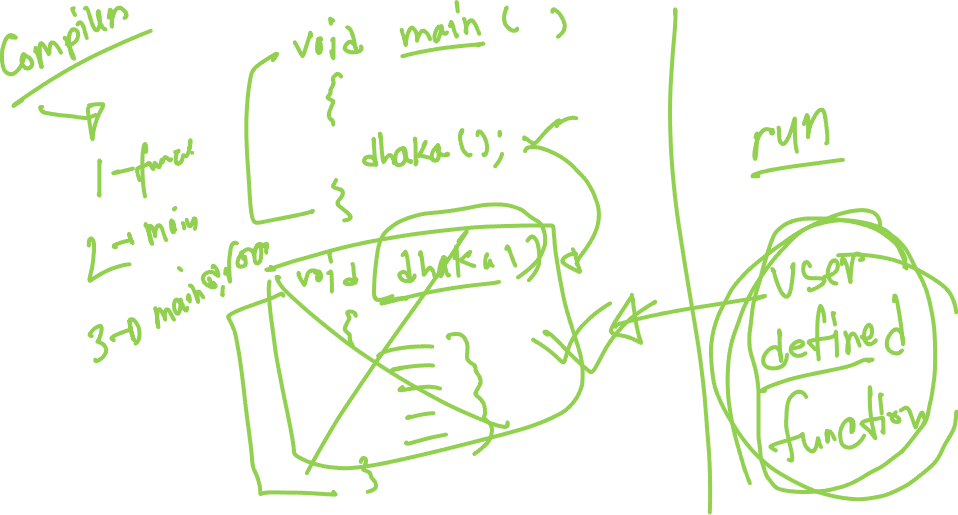 Compiler
1 - func
2 → main
3 → main
void main ( )
{
dhaka ( );
}
void dhaka ( )
{
}
run
user
defined
function